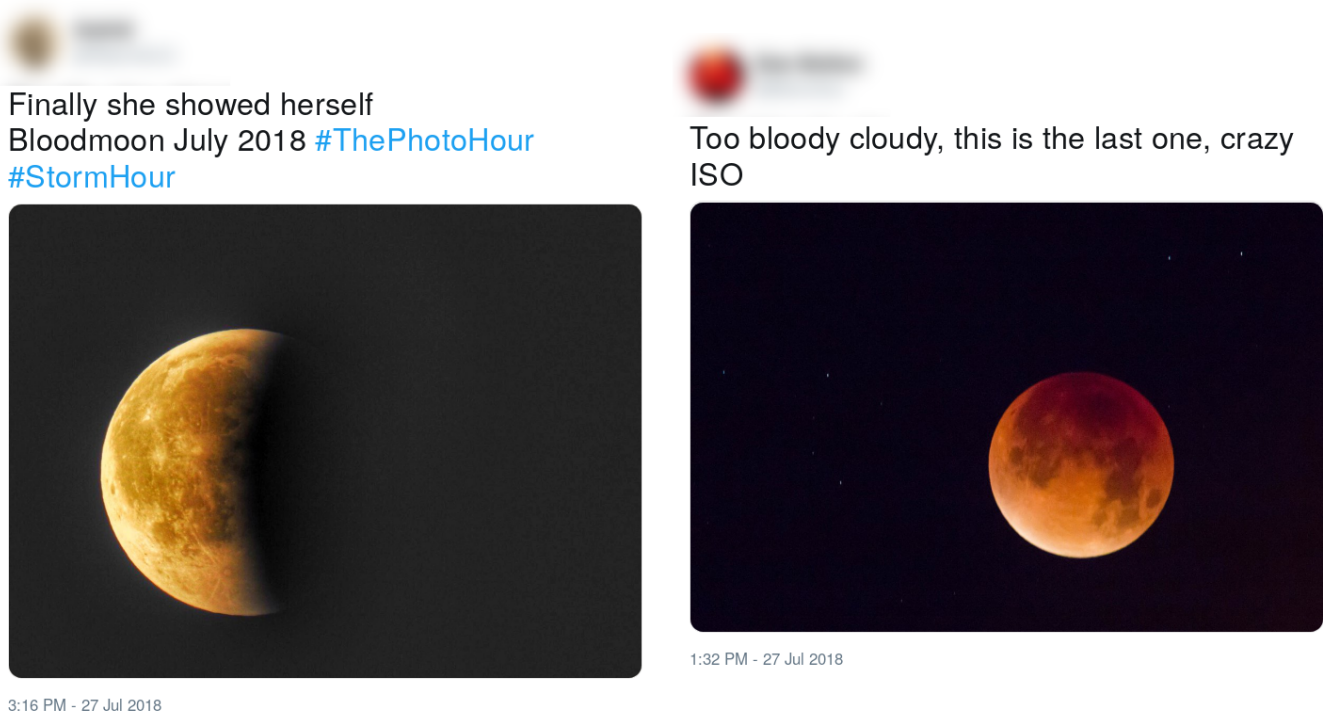 Finally she showed herself
Bloodmoon July 2018 #ThePhotoHour
#StormHour
3:16 PM - 27 Jul 2018
Too bloody cloudy, this is the last one, crazy
ISO
1:32 PM - 27 Jul 2018